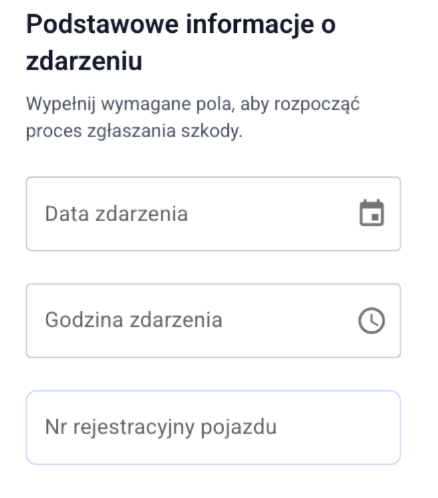 Podstawowe informacje o
zdarzeniu
Wypełnij wymagane pola, aby rozpocząć
proces zgłaszania szkody.
Data zdarzenia
Godzina zdarzenia
Nr rejestracyjny pojazdu